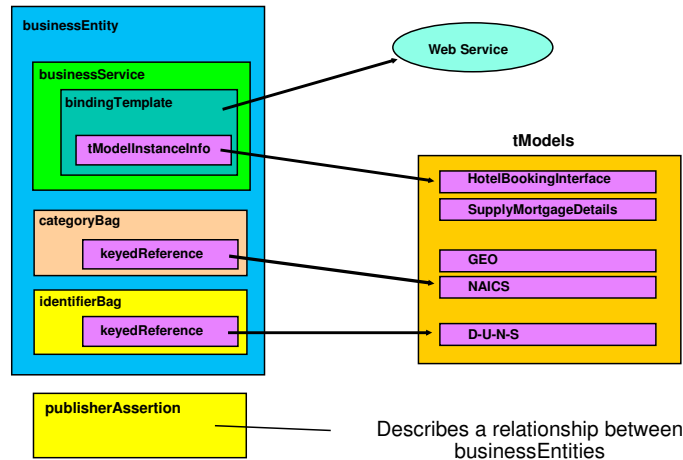 businessEntity
businessService
bindingTemplate
tModelInstanceInfo
categoryBag
keyedReference
identifierBag
keyedReference
publisherAssertion
Web Service
tModels
HotelBookingInterface
SupplyMortgageDetails
GEO
NAICS
D-U-N-S
Describes a relationship between
businessEntities